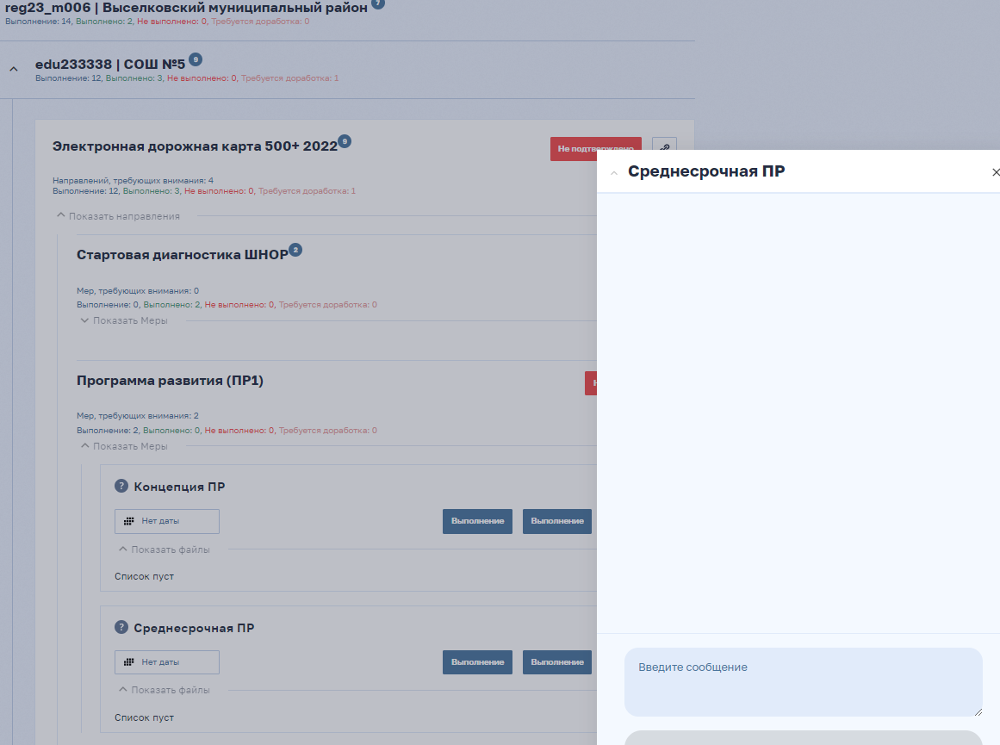 reg23_m006 | Выселковский муниципальный район 7
Выполнение: 14, Выполнено: 2, Не выполнено: 0, Требуется доработка: 0
edu233338 | СОШ №5 9
Выполнение: 12, Выполнено: 3, Не выполнено: 0, Требуется доработка: 1
Электронная дорожная карта 500+ 2022 9
Не подтверждено
Направлений, требующих внимания: 4
Выполнение: 12, Выполнено: 3, Не выполнено: 0, Требуется доработка: 1
Показать направления
Стартовая диагностика ШНОР 2
Мер, требующих внимания: 0
Выполнение: 0, Выполнено: 2, Не выполнено: 0, Требуется доработка: 0
Показать Меры
Программа развития (ПР1)
Мер, требующих внимания: 2
Выполнение: 2, Выполнено: 0, Не выполнено: 0, Требуется доработка: 0
Показать Меры
? Концепция ПР
Нет даты Выполнение Выполнение
Показать файлы
Список пуст
? Среднесрочная ПР
Нет даты Выполнение Выполнение
Показать файлы
Список пуст
Среднесрочная ПР
Введите сообщение